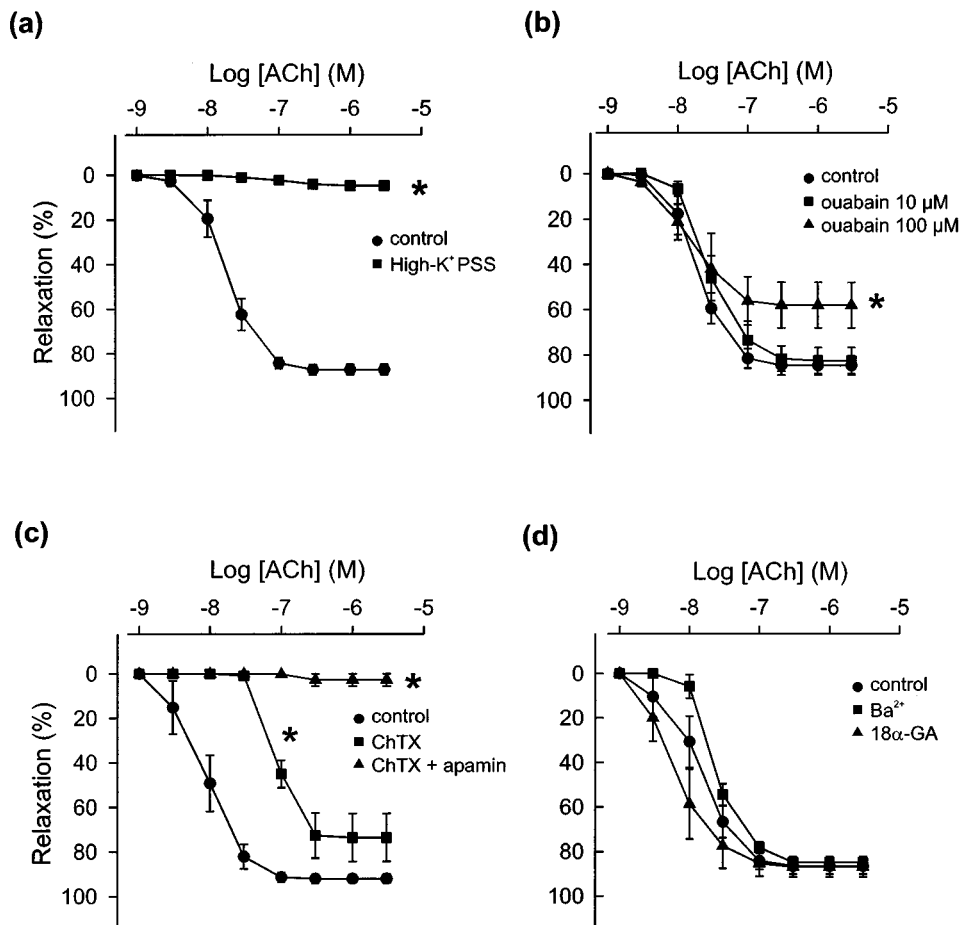 (a)
Log [ACh] (M)
-9 -8 -7 -6 -5
0
20
40
60
80
100
Relaxation (%)
control
High-K⁺ PSS
*
(b)
Log [ACh] (M)
-9 -8 -7 -6 -5
0
20
40
60
80
100
control
ouabain 10 μM
ouabain 100 μM
*
(c)
Log [ACh] (M)
-9 -8 -7 -6 -5
0
20
40
60
80
100
Relaxation (%)
*
*
control
ChTX
ChTX + apamin
(d)
Log [ACh] (M)
-9 -8 -7 -6 -5
0
20
40
60
80
100
control
Ba²⁺
18α-GA